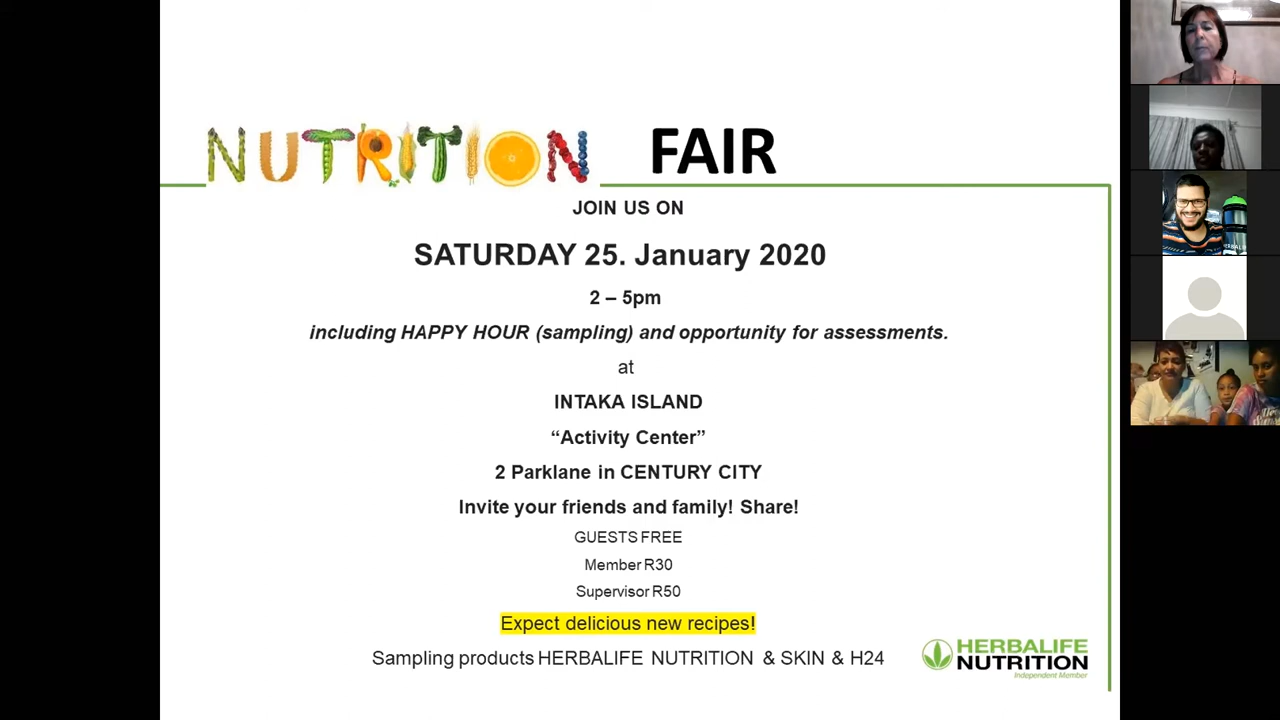 NUTRITION FAIR
JOIN US ON
SATURDAY 25. January 2020
2 – 5pm
including HAPPY HOUR (sampling) and opportunity for assessments.
at
INTAKA ISLAND
“Activity Center”
2 Parklane in CENTURY CITY
Invite your friends and family! Share!
GUESTS FREE
Member R30
Supervisor R50
Expect delicious new recipes!
Sampling products HERBALIFE NUTRITION & SKIN & H24
HERBALIFE
NUTRITION
Independent Member